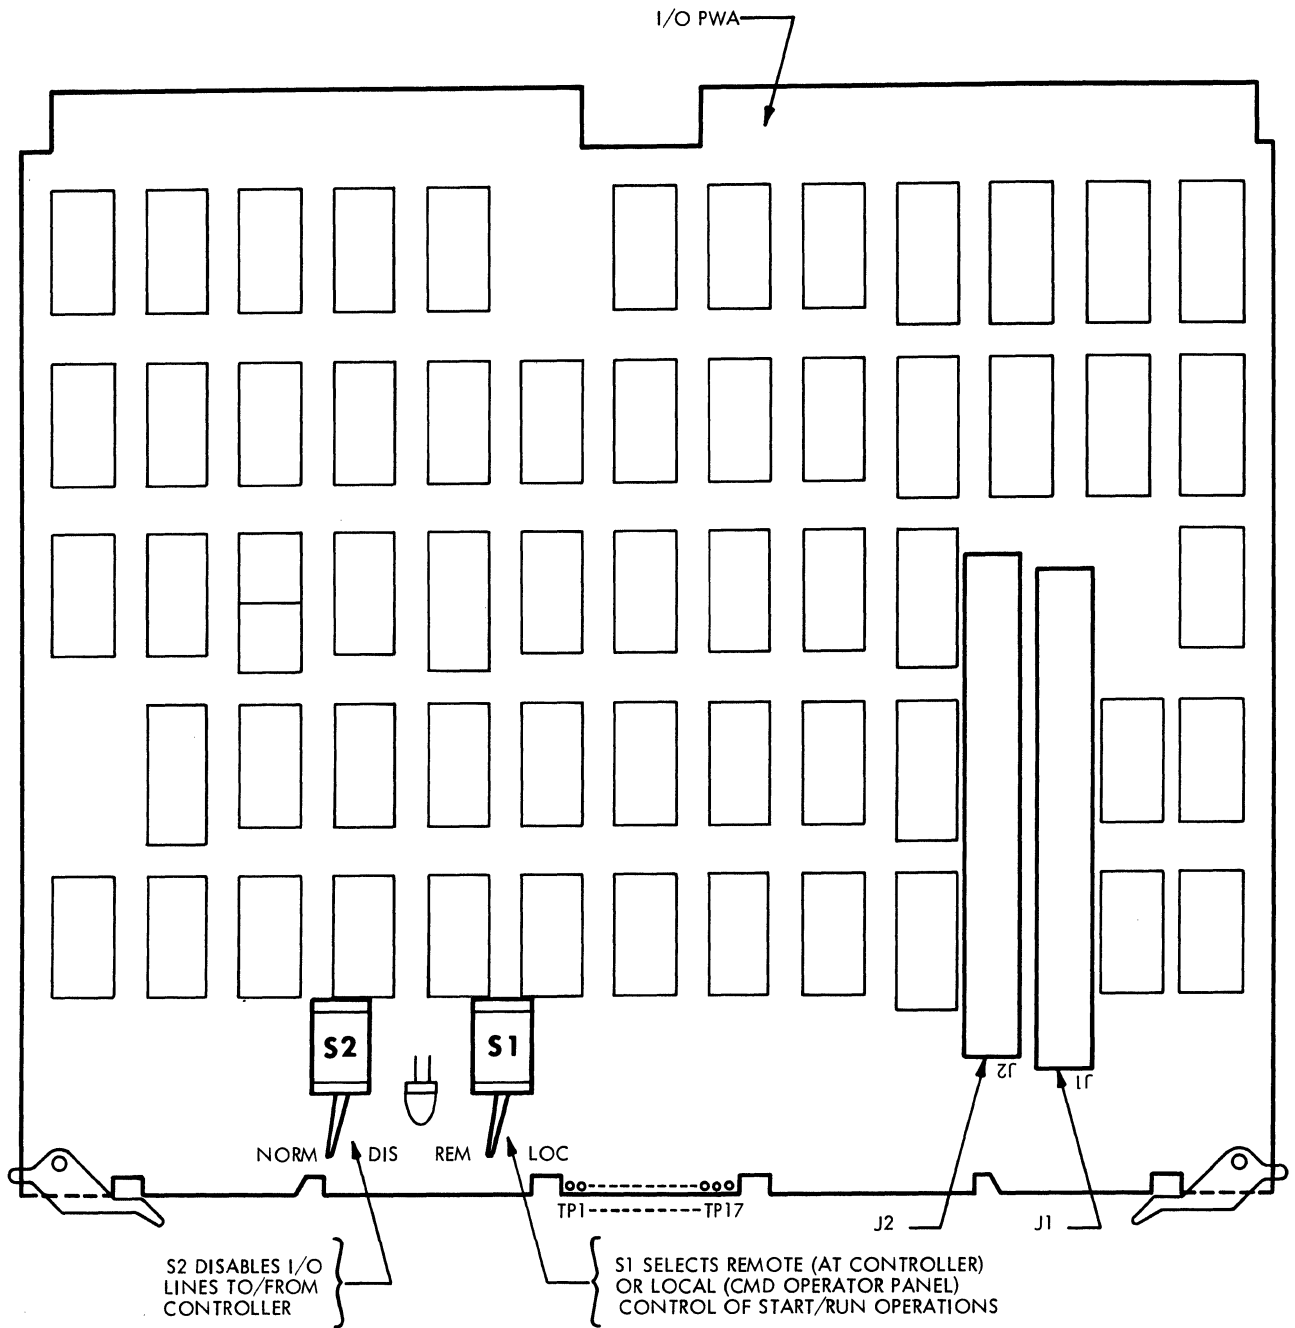 I/O PWA
S2
S1
J2
J1
NORM DIS REM LOC
TP1 TP17
J2 J1
S2 DISABLES I/O
LINES TO/FROM
CONTROLLER
S1 SELECTS REMOTE (AT CONTROLLER)
OR LOCAL (CMD OPERATOR PANEL)
CONTROL OF START/RUN OPERATIONS